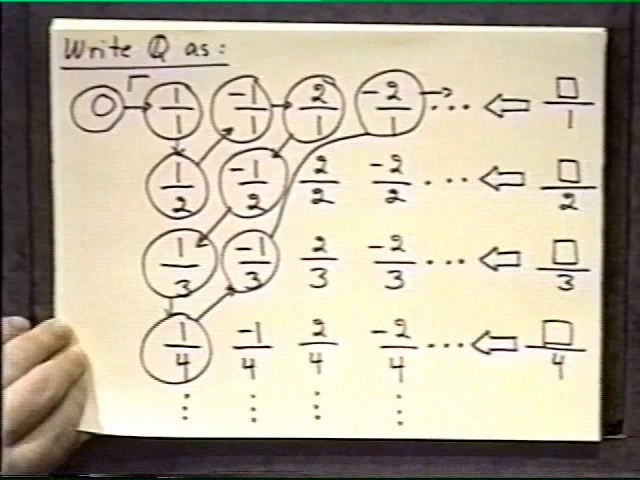 Write Q as:
0 1/1 -1/1 2/1 -2/1 ... ⇐ □/1
1/2 -1/2 2/2 -2/2 ... ⇐ □/2
1/3 -1/3 2/3 -2/3 ... ⇐ □/3
1/4 -1/4 2/4 -2/4 ... ⇐ □/4
⋮ ⋮ ⋮ ⋮